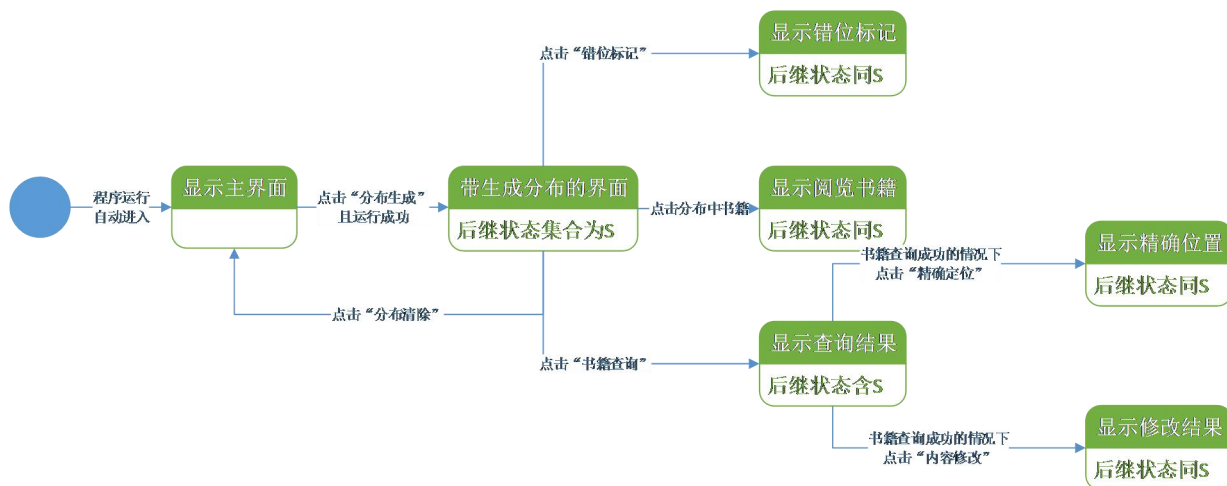 显示错位标记
后继状态同S
点击“错位标记”
程序运行
自动进入
显示主界面
点击“分布生成”
且运行成功
带生成分布的界面
后继状态集合为S
点击分布中书籍
显示阅览书籍
后继状态同S
书籍查询成功的情况下
点击“精确定位”
显示精确位置
后继状态同S
点击“分布清除”
点击“书籍查询”
显示查询结果
后继状态含S
书籍查询成功的情况下
点击“内容修改”
显示修改结果
后继状态同S